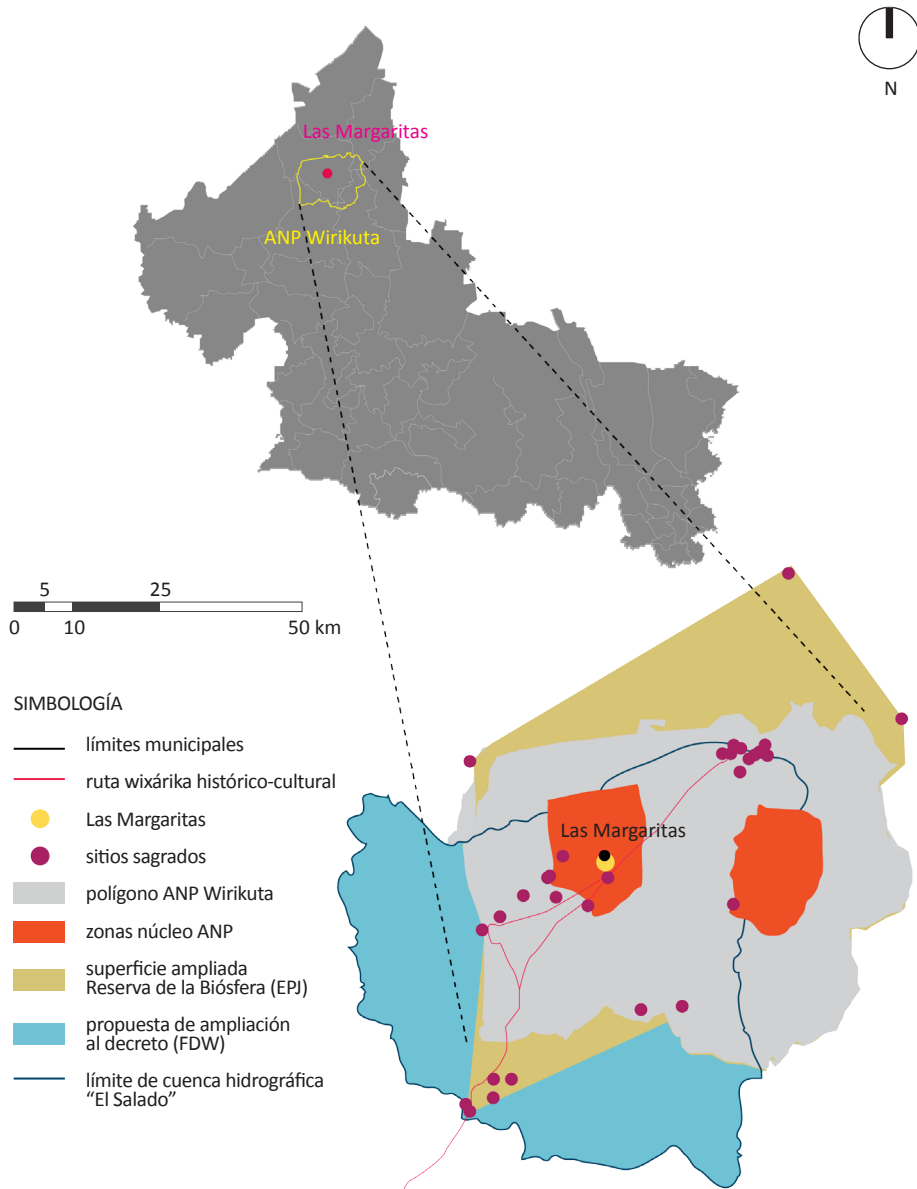 N
Las Margaritas
ANP Wirikuta
5 25
0 10 50 km
SIMBOLOGÍA
límites municipales
ruta wixárika histórico-cultural
Las Margaritas
sitios sagrados
polígono ANP Wirikuta
zonas núcleo ANP
superficie ampliada
Reserva de la Biósfera (EPJ)
propuesta de ampliación
al decreto (FDW)
límite de cuenca hidrográfica
"El Salado"
Las Margaritas